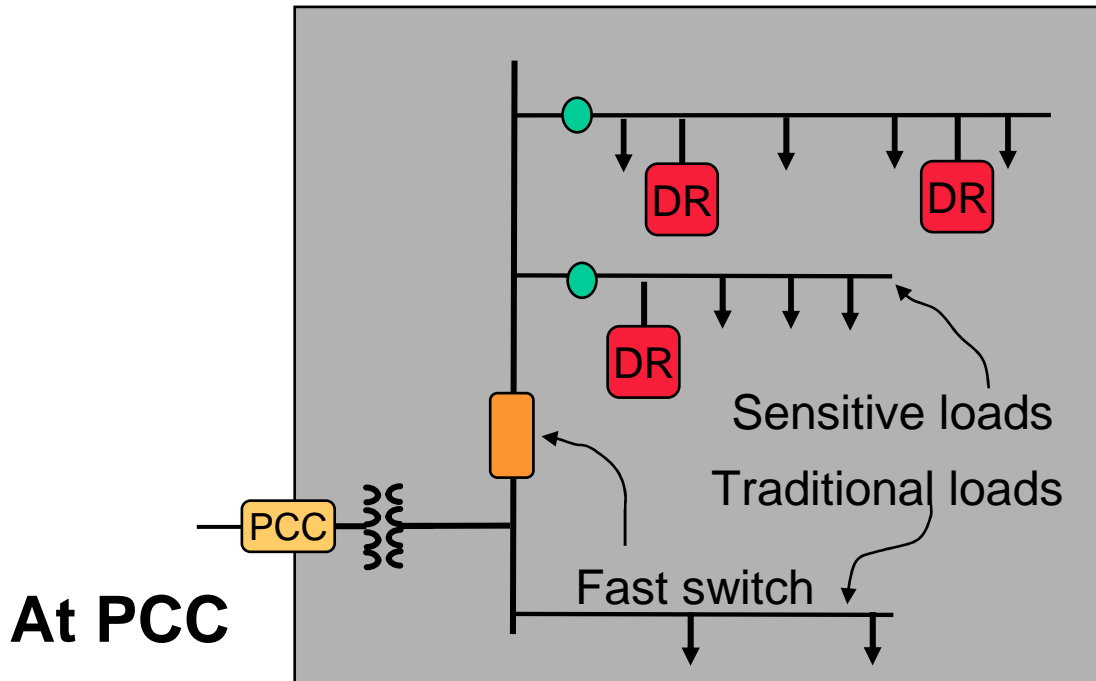 DR
DR
DR
Sensitive loads
Traditional loads
PCC
Fast switch
At PCC